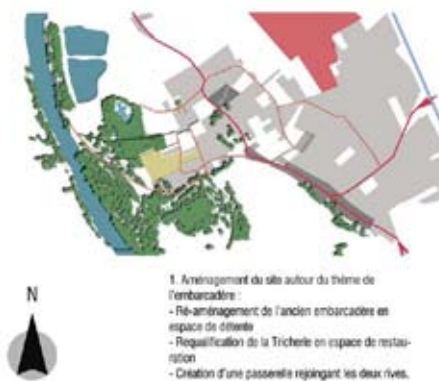 N
1. Aménagement du site autour du thème de
l'embarcadère :
- Ré-aménagement de l'ancien embarcadère en
espace de détente
- Requalification de la Tricherie en espace de restau-
ration
- Création d'une passerelle rejoingant les deux rives.